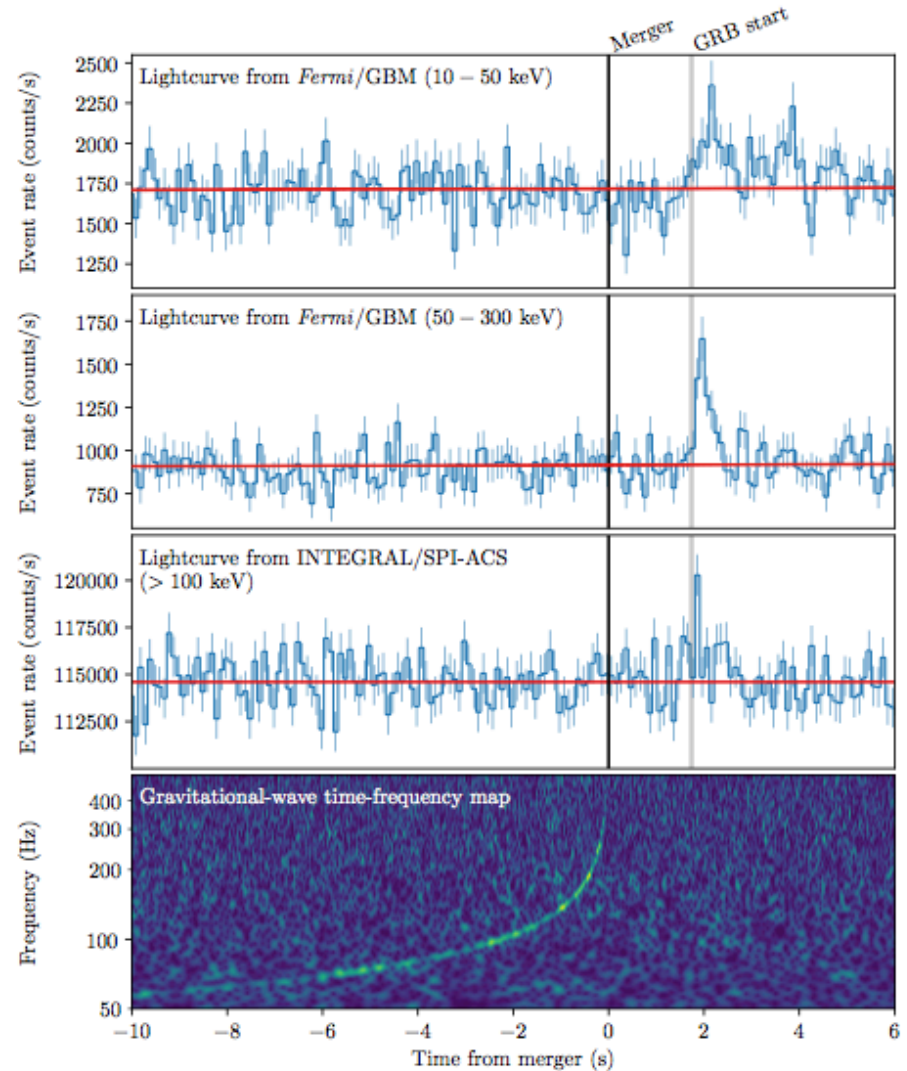 Merger
GRB start
Lightcurve from Fermi/GBM (10 − 50 keV)
Event rate (counts/s)
2500
2250
2000
1750
1500
1250
Lightcurve from Fermi/GBM (50 − 300 keV)
Event rate (counts/s)
1750
1500
1250
1000
750
Lightcurve from INTEGRAL/SPI-ACS
(> 100 keV)
Event rate (counts/s)
120000
117500
115000
112500
Gravitational-wave time-frequency map
Frequency (Hz)
400
300
200
100
50
−10 −8 −6 −4 −2 0 2 4 6
Time from merger (s)